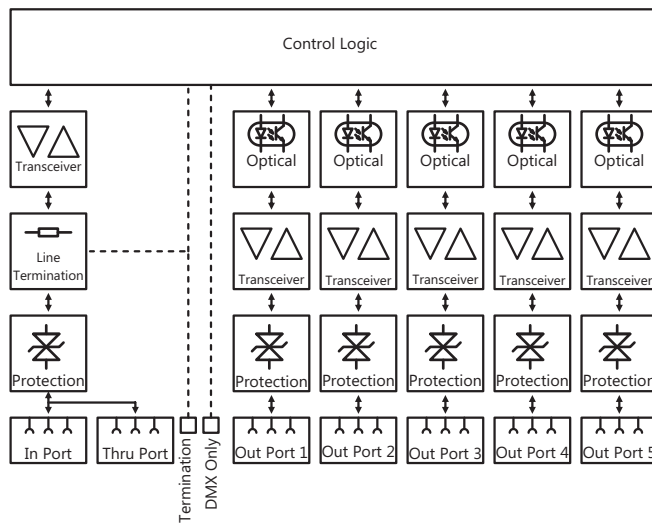 Control Logic
Transceiver
Optical
Optical
Optical
Optical
Optical
Line
Termination
Transceiver
Transceiver
Transceiver
Transceiver
Transceiver
Protection
Protection
Protection
Protection
Protection
Protection
In Port
Thru Port
Termination
DMX Only
Out Port 1
Out Port 2
Out Port 3
Out Port 4
Out Port 5